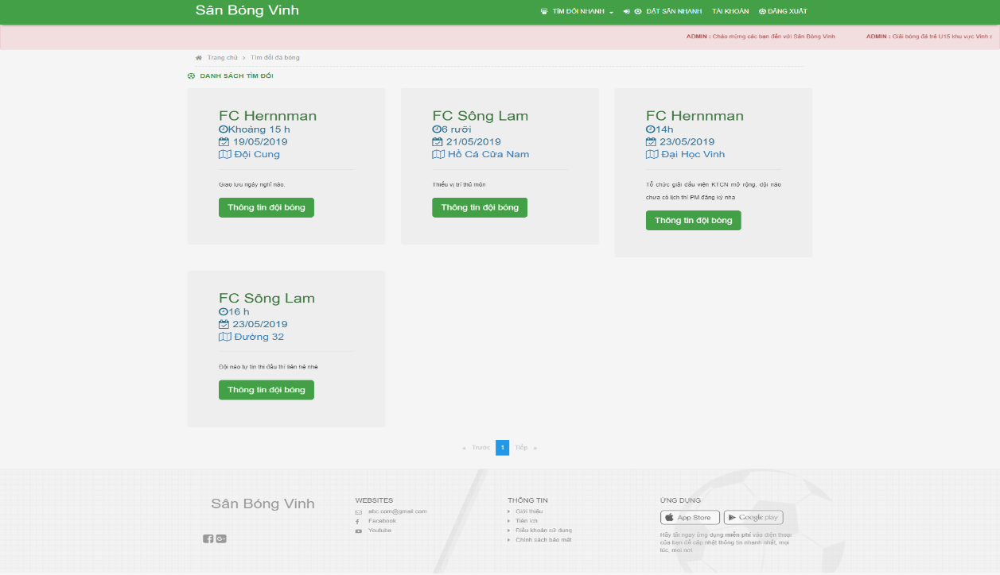 Sân Bóng Vinh
TÌM ĐỐI NHANH
ĐẶT SÂN NHANH
TÀI KHOẢN
ĐĂNG XUẤT
ADMIN : Chào mừng các bạn đến với Sân Bóng Vinh
ADMIN : Giải bóng đá trẻ U15 khu vực Vinh
Trang chủ > Tìm đối đá bóng
DANH SÁCH TÌM ĐỐI
FC Hernnman
Khoảng 15 h
19/05/2019
Đội Cung
Giao lưu ngày nghỉ nào.
Thông tin đội bóng
FC Sông Lam
6 rưỡi
21/05/2019
Hồ Cá Cửa Nam
Thiếu vị trí thủ môn
Thông tin đội bóng
FC Hernnman
14h
23/05/2019
Đại Học Vinh
Tổ chức giải đấu viện KTCN mở rộng, đội nào
chưa có lịch thì PM đăng ký nha
Thông tin đội bóng
FC Sông Lam
16 h
23/05/2019
Đường 32
Đội nào tự tin thi đấu thì liên hệ nhé
Thông tin đội bóng
« Trước 1 Tiếp »
Sân Bóng Vinh
WEBSITES
abc.com@gmail.com
Facebook
Youtube
THÔNG TIN
Giới thiệu
Tiện ích
Điều khoản sử dụng
Chính sách bảo mật
ỨNG DỤNG
App Store
Google play
Hãy tải ngay ứng dụng miễn phí vào điện thoại
của bạn để cập nhật thông tin nhanh nhất, mọi
lúc, mọi nơi